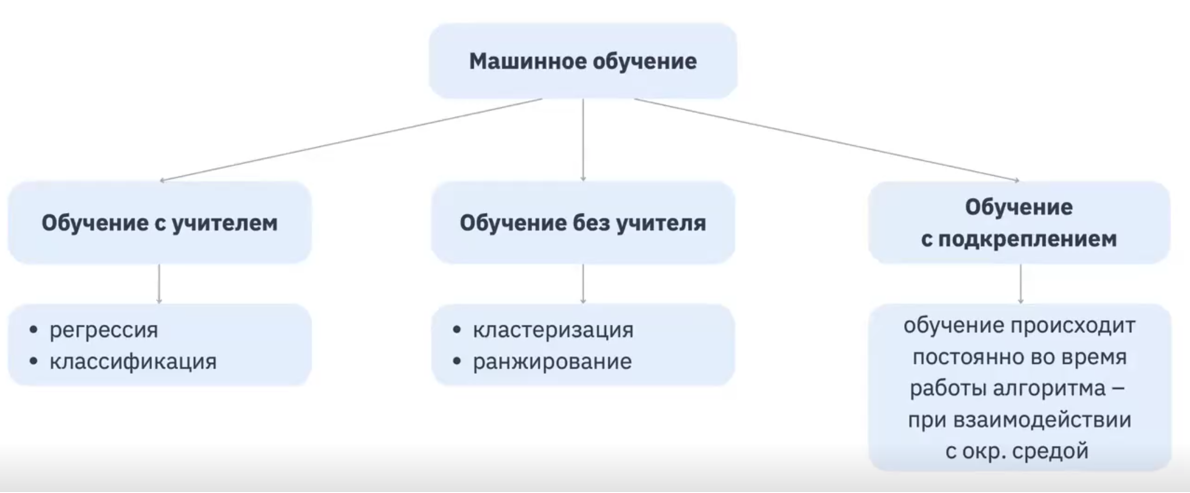 Машинное обучение
Обучение с учителем
Обучение без учителя
Обучение
с подкреплением
• регрессия
• классификация
• кластеризация
• ранжирование
обучение происходит
постоянно во время
работы алгоритма –
при взаимодействии
с окр. средой